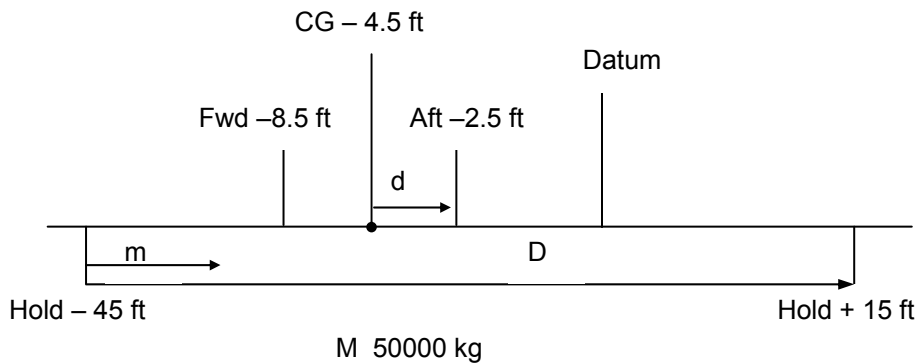 CG – 4.5 ft
Datum
Fwd –8.5 ft
Aft –2.5 ft
d
m
D
Hold – 45 ft
Hold + 15 ft
M 50000 kg